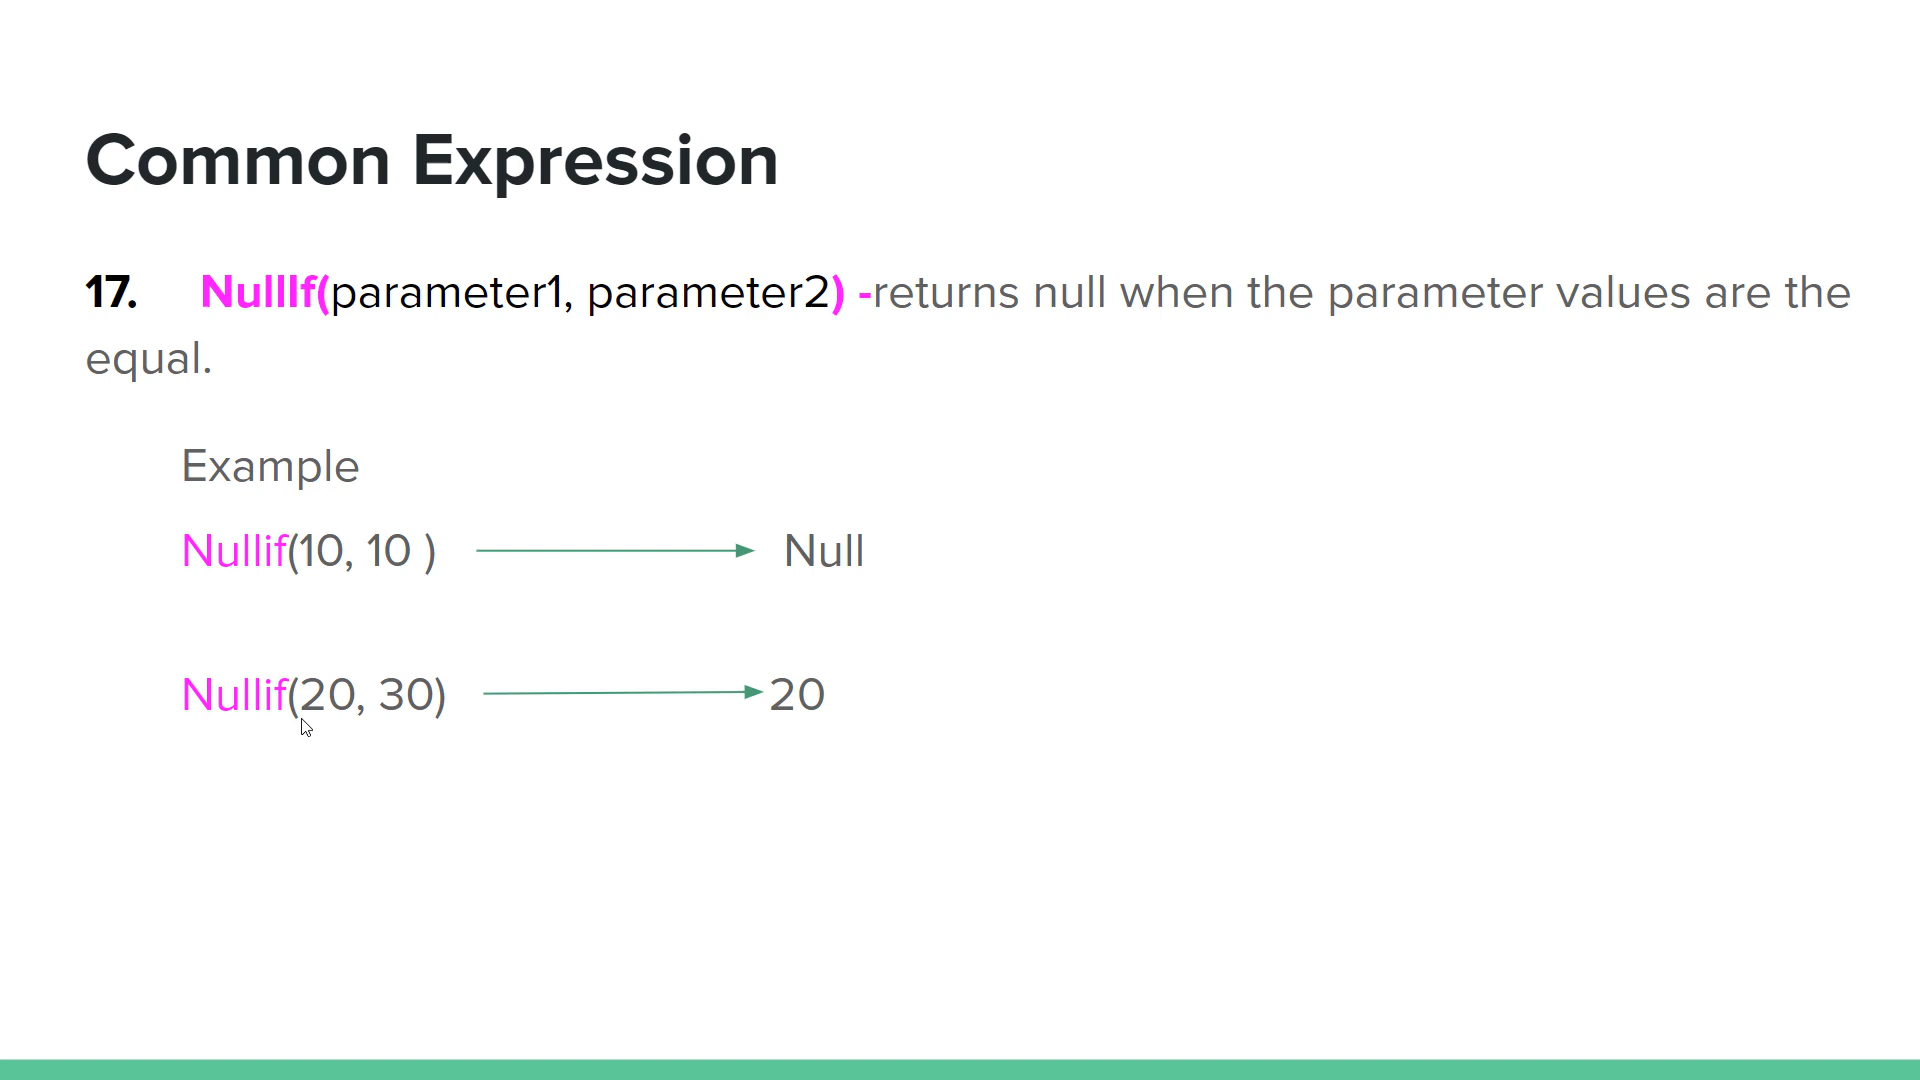 Common Expression
17. NullIf(parameter1, parameter2) -returns null when the parameter values are the
equal.
Example
Nullif(10, 10 ) Null
Nullif(20, 30) 20